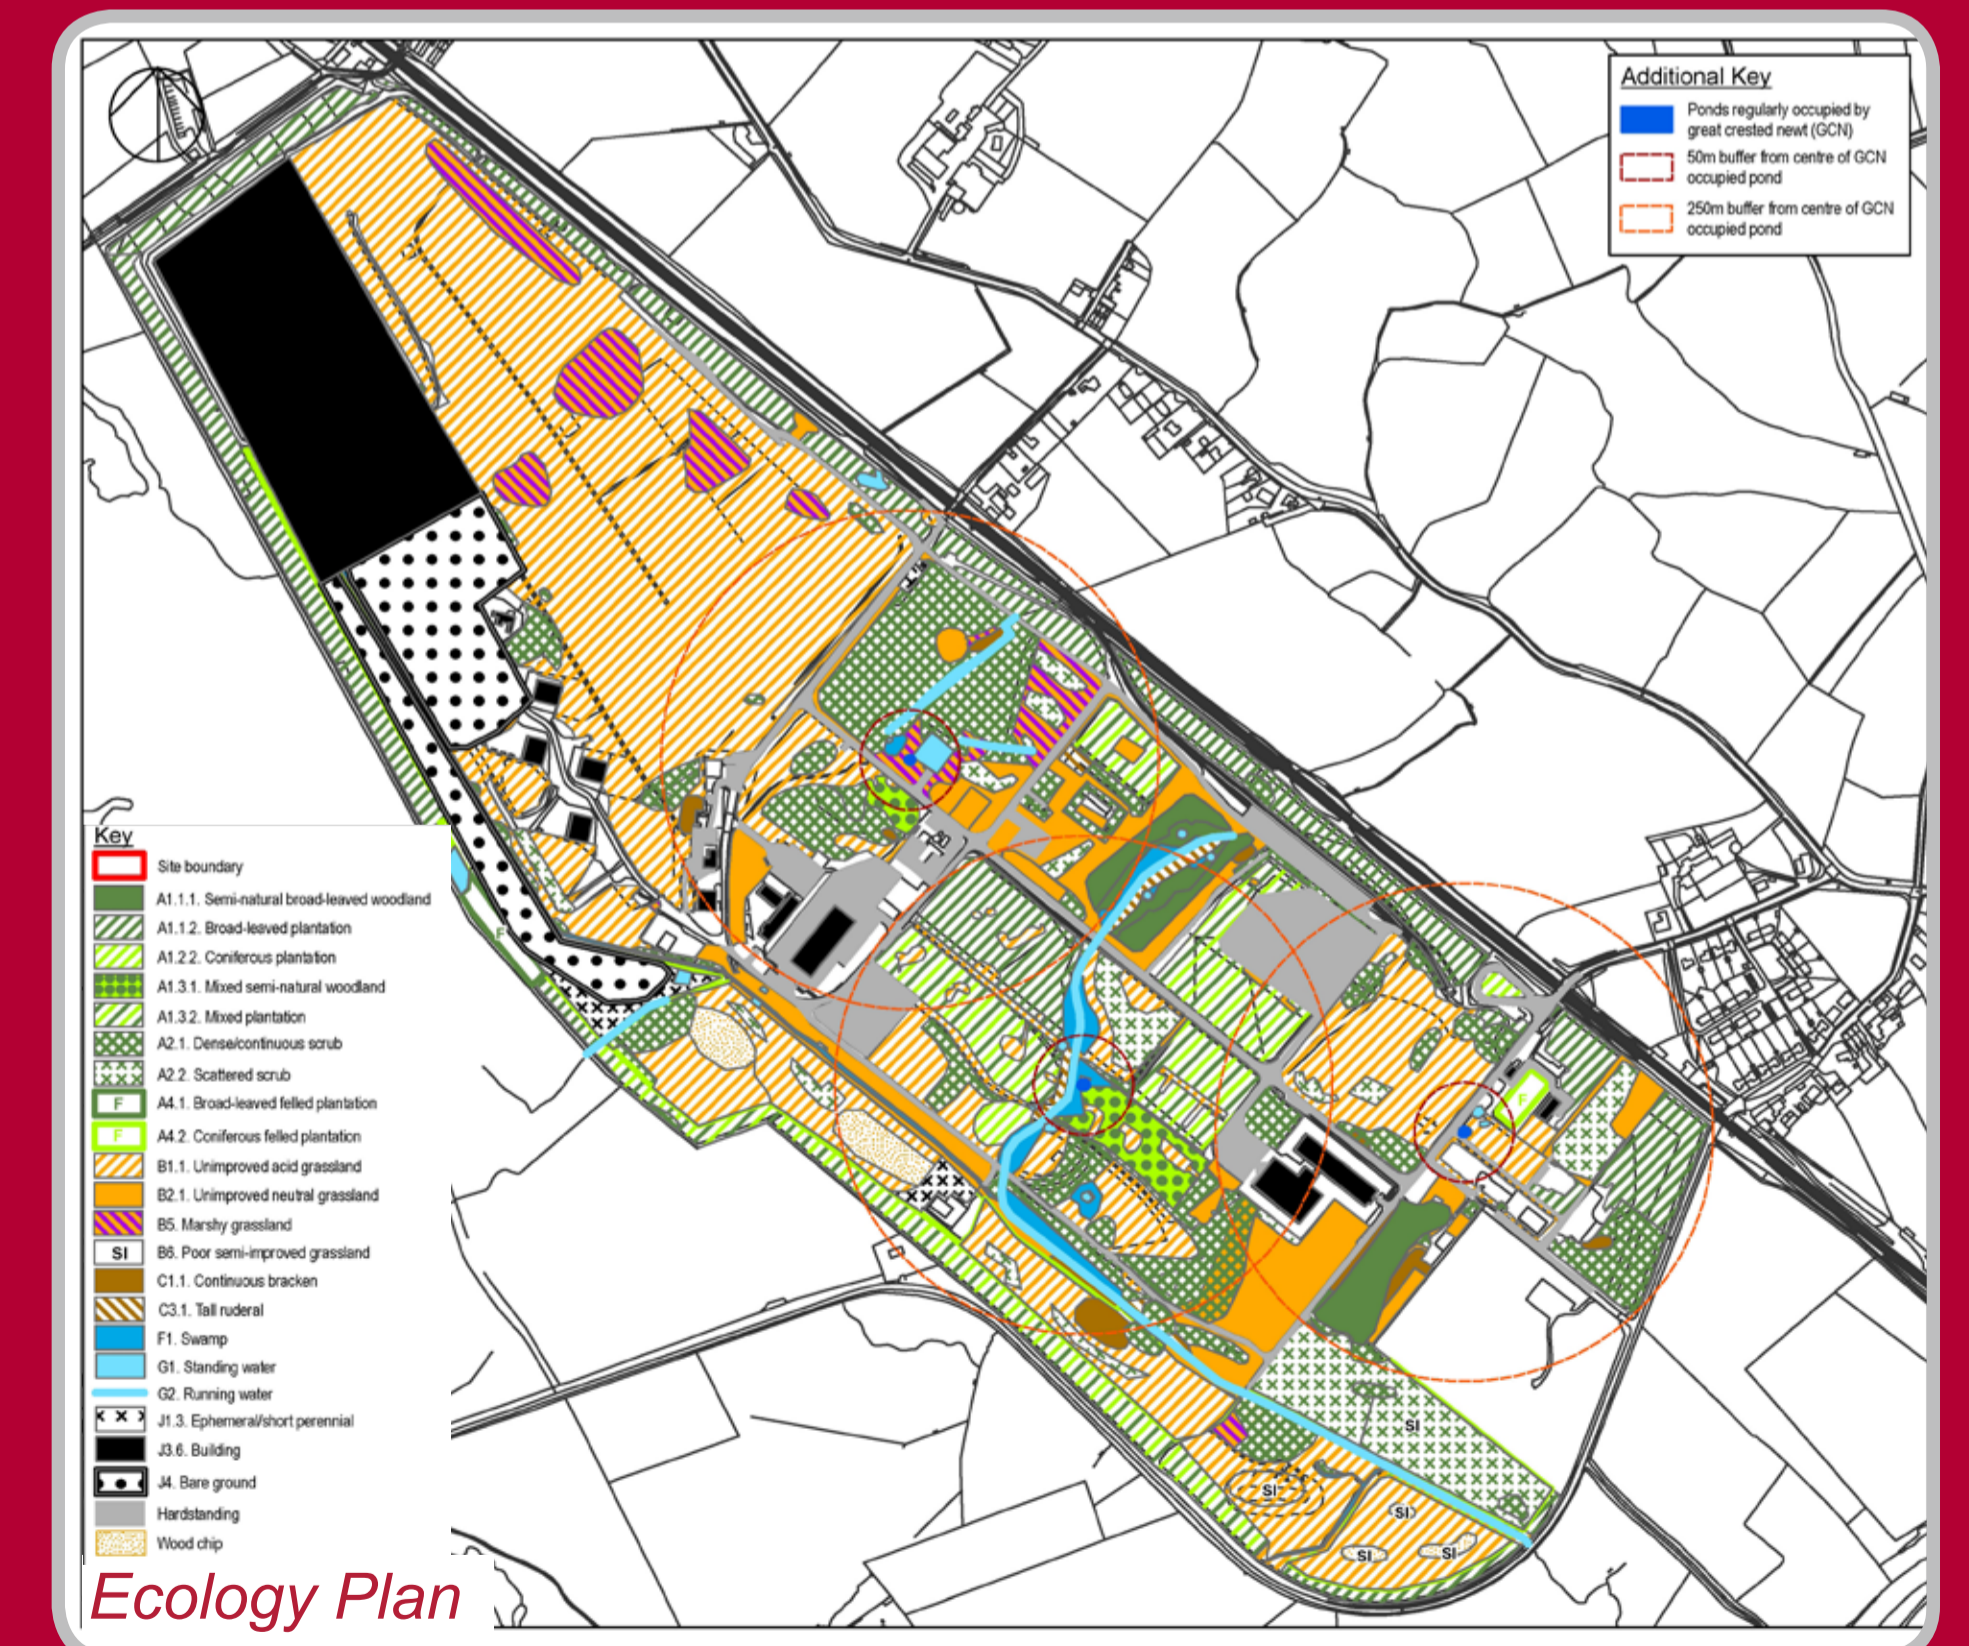 Additional Key
Ponds regularly occupied by
great crested newt (GCN)
50m buffer from centre of GCN
occupied pond
250m buffer from centre of GCN
occupied pond
Key
Site boundary
A1.1.1. Semi-natural broad-leaved woodland
A1.1.2. Broad-leaved plantation
A1.2.2. Coniferous plantation
A1.3.1. Mixed semi-natural woodland
A1.3.2. Mixed plantation
A2.1. Dense/continuous scrub
A2.2. Scattered scrub
F A4.1. Broad-leaved felled plantation
F A4.2. Coniferous felled plantation
B1.1. Unimproved acid grassland
B2.1. Unimproved neutral grassland
B5. Marshy grassland
SI B6. Poor semi-improved grassland
C1.1. Continuous bracken
C3.1. Tall ruderal
F1. Swamp
G1. Standing water
G2. Running water
J1.3. Ephemeral/short perennial
J3.6. Building
J4. Bare ground
Hardstanding
Wood chip
F
F
SI
SI
SI
SI
SI
Ecology Plan